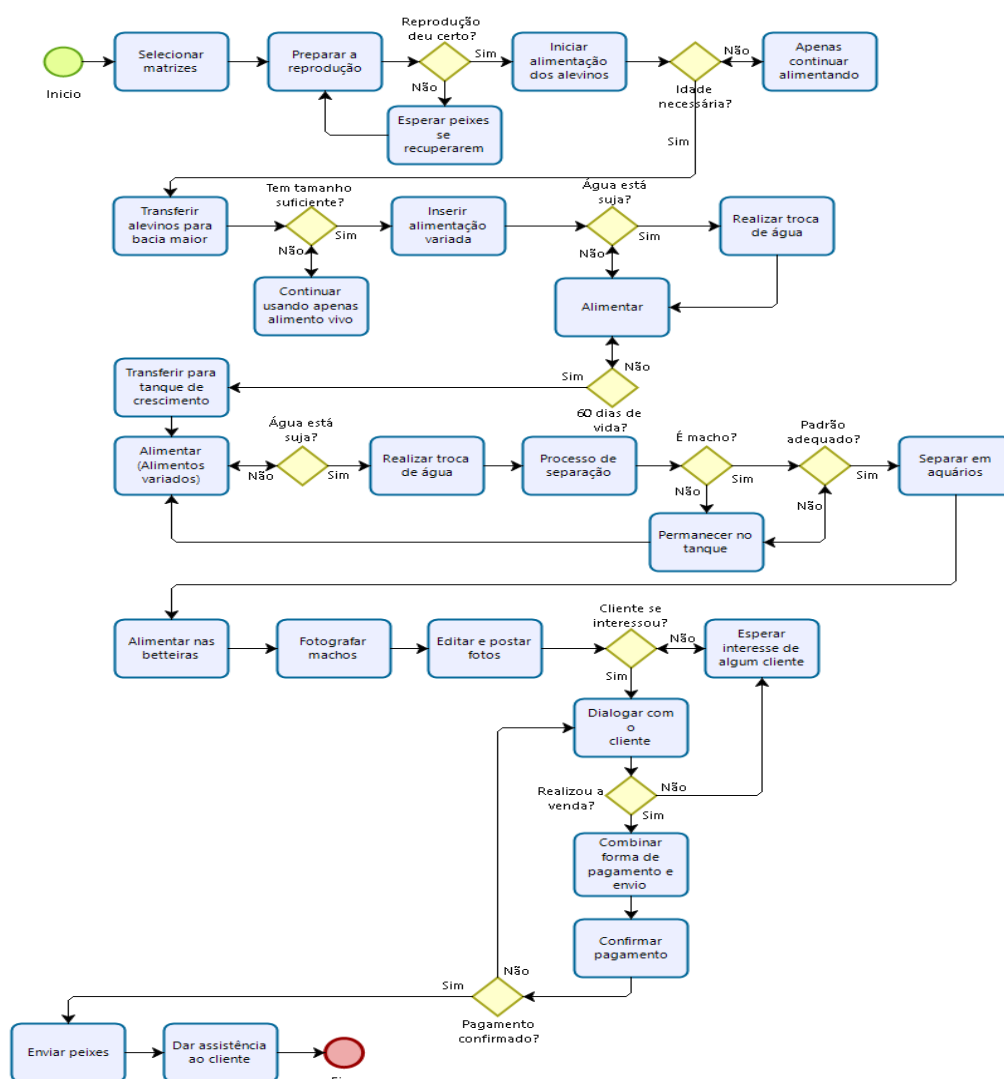 Reprodução
deu certo?
Selecionar
matrizes
Preparar a
reprodução
Sim
Iniciar
alimentação
dos alevinos
Não
Apenas
continuar
alimentando
Inicio
Não
Idade
necessária?
Esperar peixes
se
recuperarem
Sim
Tem tamanho
suficiente?
Água está
suja?
Transferir
alevinos para
bacia maior
Sim
Inserir
alimentação
variada
Sim
Realizar troca
de água
Não
Não
Continuar
usando apenas
alimento vivo
Alimentar
Transferir para
tanque de
crescimento
Sim
Não
60 dias de
vida?
Água está
suja?
É macho?
Padrão
adequado?
Alimentar
(Alimentos
variados)
Não
Sim
Realizar troca
de água
Processo de
separação
Não
Sim
Sim
Separar em
aquários
Não
Permanecer no
tanque
Cliente se
interessou?
Alimentar nas
betteiras
Fotografar
machos
Editar e postar
fotos
Não
Esperar
interesse de
algum cliente
Sim
Dialogar com
o
cliente
Realizou a
venda?
Não
Sim
Combinar
forma de
pagamento e
envio
Confirmar
pagamento
Não
Sim
Pagamento
confirmado?
Enviar peixes
Dar assistência
ao cliente